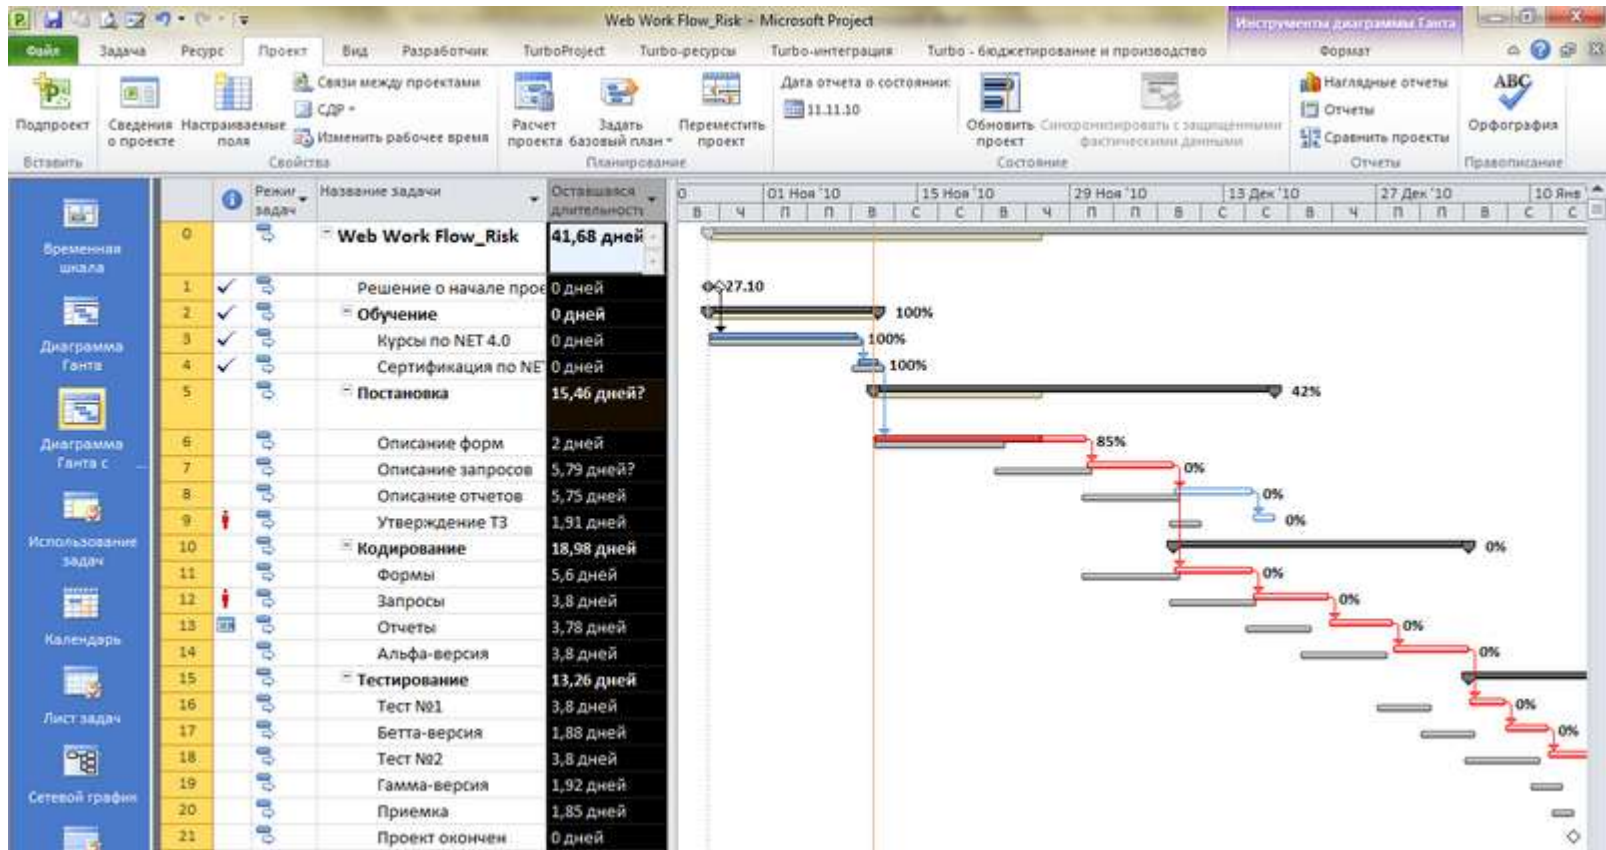 Web Work Flow_Risk - Microsoft Project
Инструменты диаграммы Ганта
Файл Задача Ресурс Проект Вид Разработчик TurboProject Turbo-ресурсы Turbo-интеграция Turbo - бюджетирование и производство Формат
Подпроект
Вставить
Сведения о проекте
Настраиваемые поля
Связи между проектами
СДР
Изменить рабочее время
Свойства
Расчет проекта
Задать базовый план
Переместить проект
Планирование
Дата отчета о состоянии:
11.11.10
Обновить проект
Синхронизировать с защищенными фактическими данными
Состояние
Наглядные отчеты
Отчеты
Сравнить проекты
Отчеты
ABC
Орфография
Правописание
Временная шкала
Диаграмма Ганта
Диаграмма Ганта с ...
Использование задач
Календарь
Лист задач
Сетевой график
Режим задач Название задачи Оставшаяся длительность
0 Web Work Flow_Risk 41,68 дней
1 Решение о начале прое 0 дней
2 Обучение 0 дней
3 Курсы по NET 4.0 0 дней
4 Сертификация по NE 0 дней
5 Постановка 15,46 дней?
6 Описание форм 2 дней
7 Описание запросов 5,79 дней?
8 Описание отчетов 5,75 дней
9 Утверждение ТЗ 1,91 дней
10 Кодирование 18,98 дней
11 Формы 5,6 дней
12 Запросы 3,8 дней
13 Отчеты 3,78 дней
14 Альфа-версия 3,8 дней
15 Тестирование 13,26 дней
16 Тест №1 3,8 дней
17 Бетта-версия 1,88 дней
18 Тест №2 3,8 дней
19 Гамма-версия 1,92 дней
20 Приемка 1,85 дней
21 Проект окончен 0 дней
0 01 Ноя '10 15 Ноя '10 29 Ноя '10 13 Дек '10 27 Дек '10 10 Янв '
В Ч П П В С С В Ч П П В С С В Ч П П В С С
27.10
100%
100%
100%
42%
85%
0%
0%
0%
0%
0%
0%
0%
0%
0%
0%